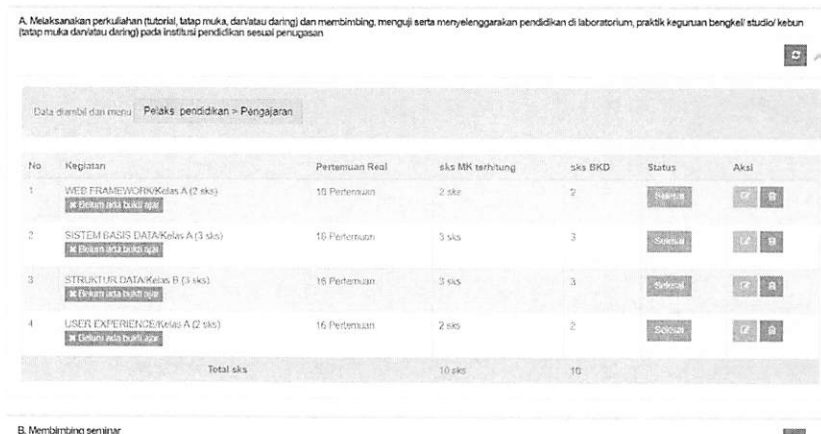 A. Melaksanakan perkuliahan (tutorial, tatap muka, dan/atau daring) dan membimbing, menguji serta menyelenggarakan pendidikan di laboratorium, praktik keguruan bengkel/ studio/ kebun
(tatap muka dan/atau daring) pada institusi pendidikan sesuai penugasan
Data diambil dari menu Pelaks. pendidikan > Pengajaran
No Kegiatan Pertemuan Real sks MK terhitung sks BKD Status Aksi
1 WEB FRAMEWORK/Kelas A (2 sks) 16 Pertemuan 2 sks 2 Selesai
✖ Belum ada bukti ajar
2 SISTEM BASIS DATA/Kelas A (3 sks) 16 Pertemuan 3 sks 3 Selesai
✖ Belum ada bukti ajar
3 STRUKTUR DATA/Kelas B (3 sks) 16 Pertemuan 3 sks 3 Selesai
✖ Belum ada bukti ajar
4 USER EXPERIENCE/Kelas A (2 sks) 16 Pertemuan 2 sks 2 Selesai
✖ Belum ada bukti ajar
Total sks 10 sks 10
B. Membimbing seminar